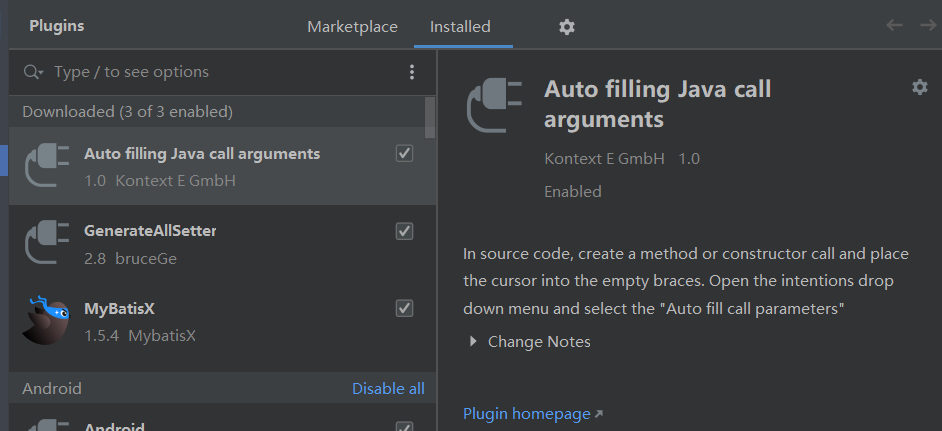 Plugins
Marketplace
Installed
Type / to see options
Downloaded (3 of 3 enabled)
Auto filling Java call arguments
1.0 Kontext E GmbH
GenerateAllSetter
2.8 bruceGe
MyBatisX
1.5.4 MybatisX
Android
Disable all
Android
Auto filling Java call
arguments
Kontext E GmbH 1.0
Enabled
In source code, create a method or constructor call and place
the cursor into the empty braces. Open the intentions drop
down menu and select the "Auto fill call parameters"
Change Notes
Plugin homepage